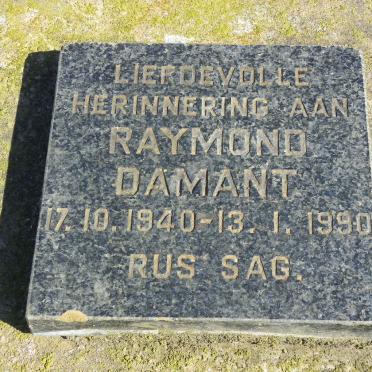 LIEFDEVOLLE
HERINNERING AAN
RAYMOND
DAMANT
17.10.1940-13.1.1990
RUS SAG.